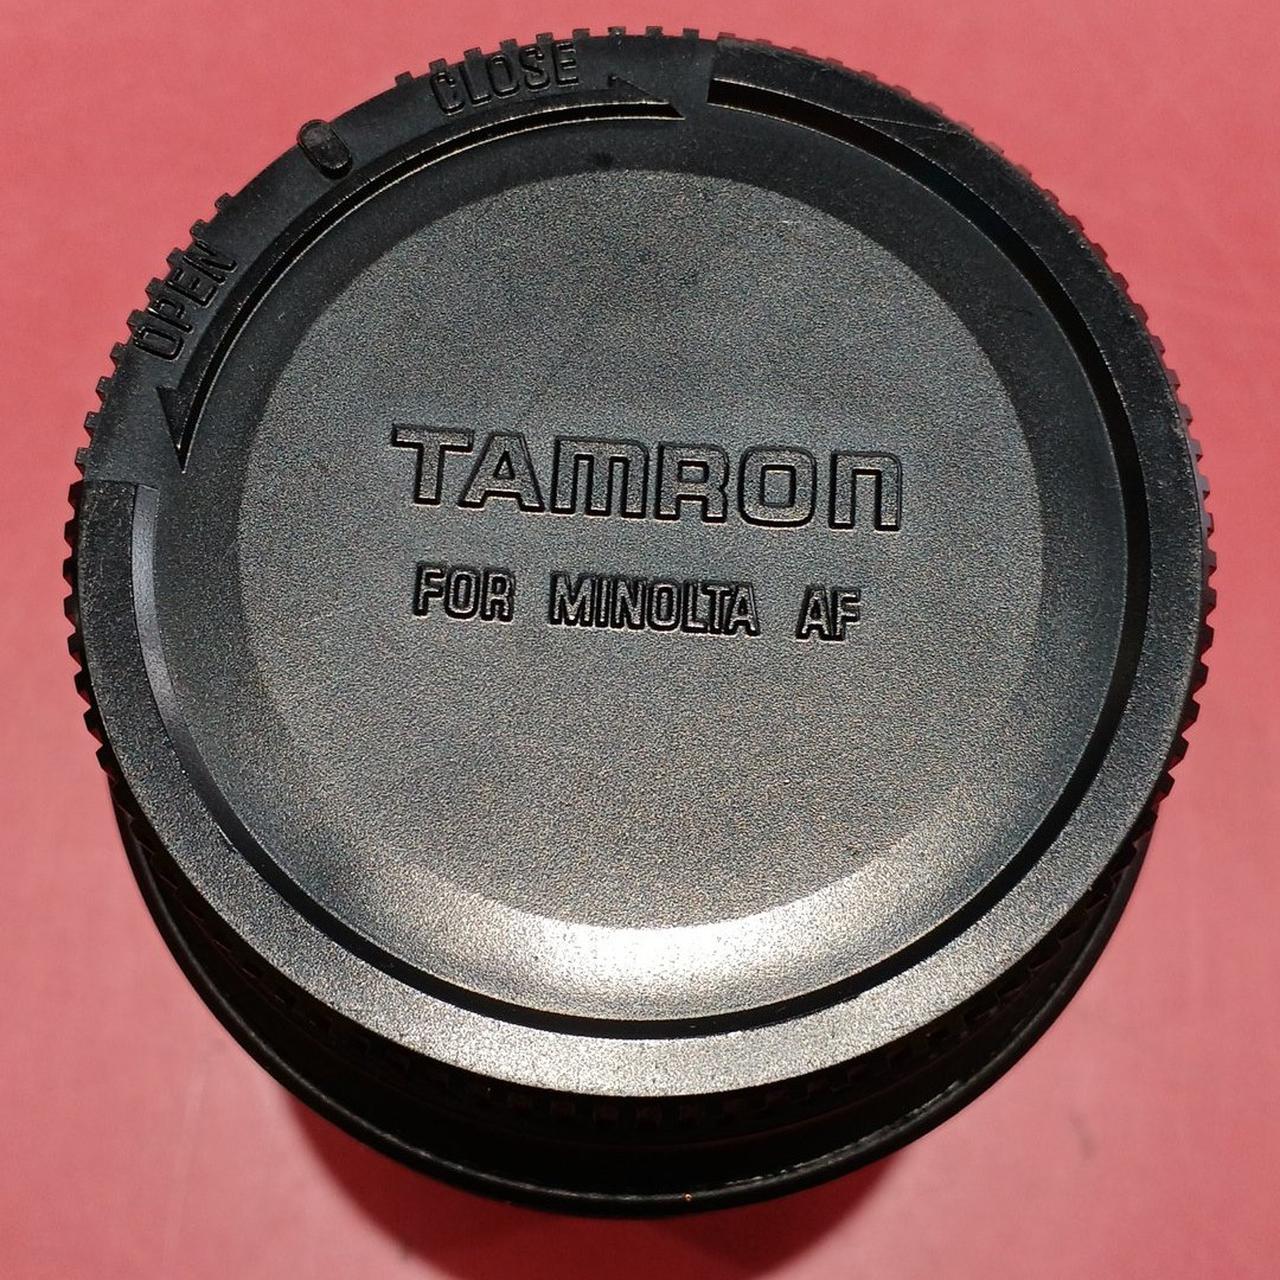 CLOSE
OPEN
TAMRON
FOR MINOLTA AF